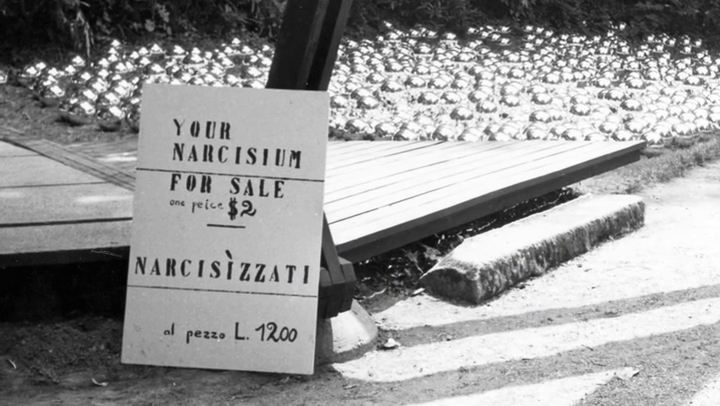 YOUR
NARCISIUM
FOR SALE
one peice $2
NARCISÌZZATI
al pezzo L. 1200